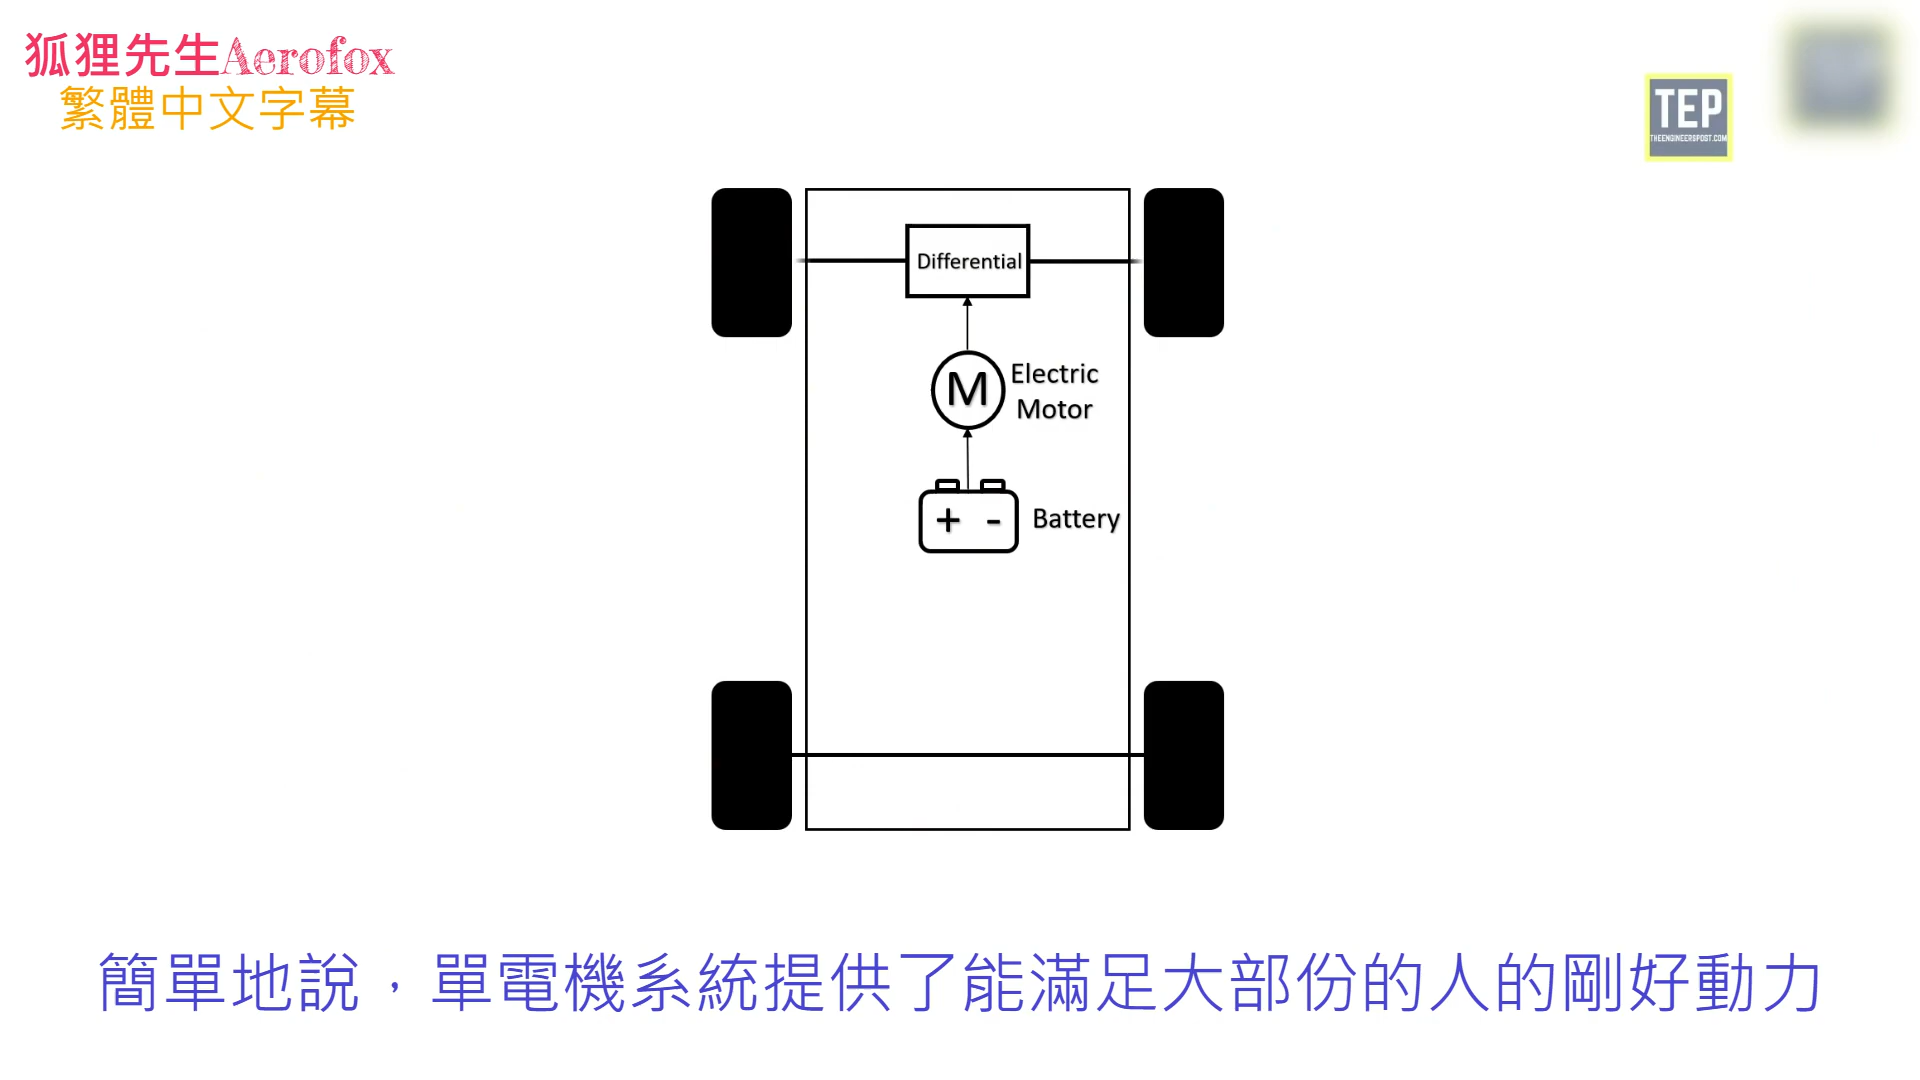 狐狸先生Aerofox
繁體中文字幕
TEP
THEENGINEERSPOST.COM
Differential
M
Electric
Motor
+ -
Battery
簡單地說，單電機系統提供了能滿足大部份的人的剛好動力